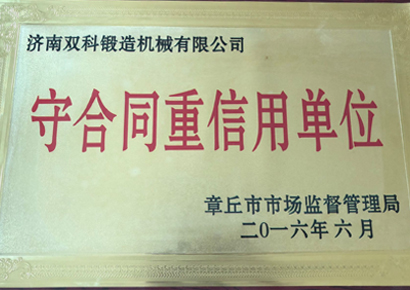 济南双科锻造机械有限公司
守合同重信用单位
章丘市市场监督管理局
二〇一六年六月